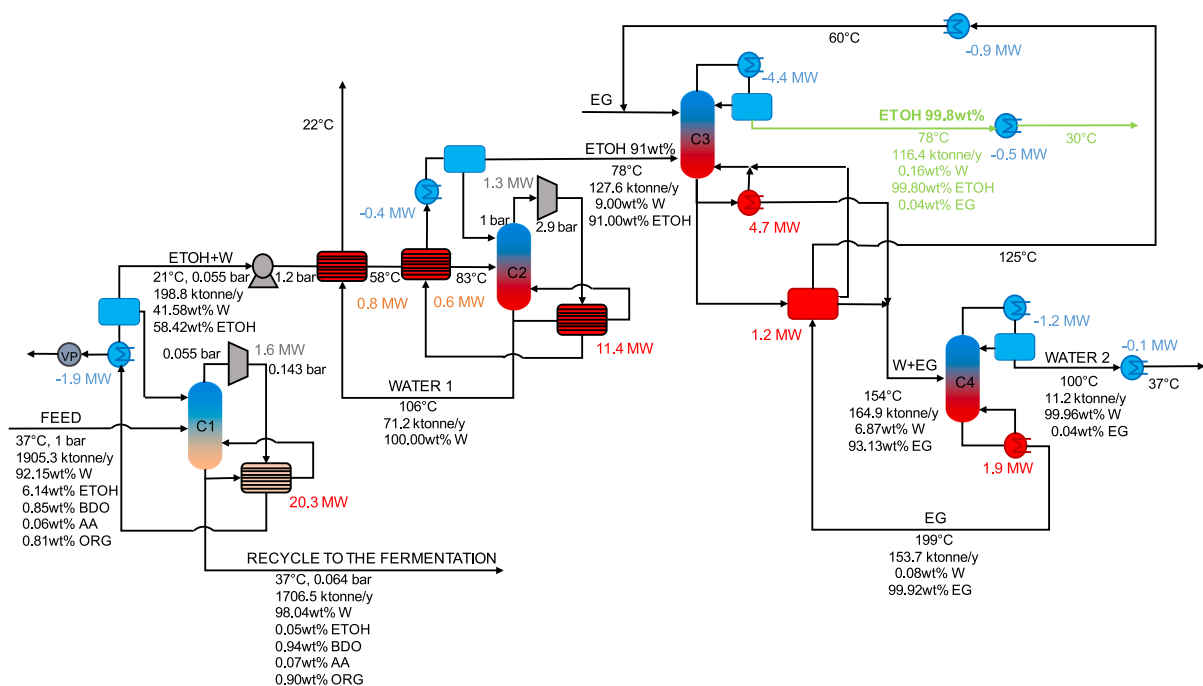 60°C
-0.9 MW
-4.4 MW
EG
C3
ETOH 99.8wt%
78°C
116.4 ktonne/y
0.16wt% W
99.80wt% ETOH
0.04wt% EG
-0.5 MW
30°C
22°C
ETOH 91wt%
78°C
127.6 ktonne/y
9.00wt% W
91.00wt% ETOH
1.3 MW
-0.4 MW
1 bar
2.9 bar
4.7 MW
C2
ETOH+W
21°C, 0.055 bar
198.8 ktonne/y
41.58wt% W
58.42wt% ETOH
1.2 bar
58°C
83°C
0.8 MW
0.6 MW
11.4 MW
125°C
1.2 MW
-1.2 MW
-0.1 MW
WATER 2
100°C
11.2 ktonne/y
99.96wt% W
0.04wt% EG
37°C
W+EG
154°C
164.9 ktonne/y
6.87wt% W
93.13wt% EG
C4
1.9 MW
EG
199°C
153.7 ktonne/y
0.08wt% W
99.92wt% EG
VP
-1.9 MW
0.055 bar
1.6 MW
0.143 bar
WATER 1
106°C
71.2 ktonne/y
100.00wt% W
FEED
37°C, 1 bar
1905.3 ktonne/y
92.15wt% W
6.14wt% ETOH
0.85wt% BDO
0.06wt% AA
0.81wt% ORG
C1
20.3 MW
RECYCLE TO THE FERMENTATION
37°C, 0.064 bar
1706.5 ktonne/y
98.04wt% W
0.05wt% ETOH
0.94wt% BDO
0.07wt% AA
0.90wt% ORG